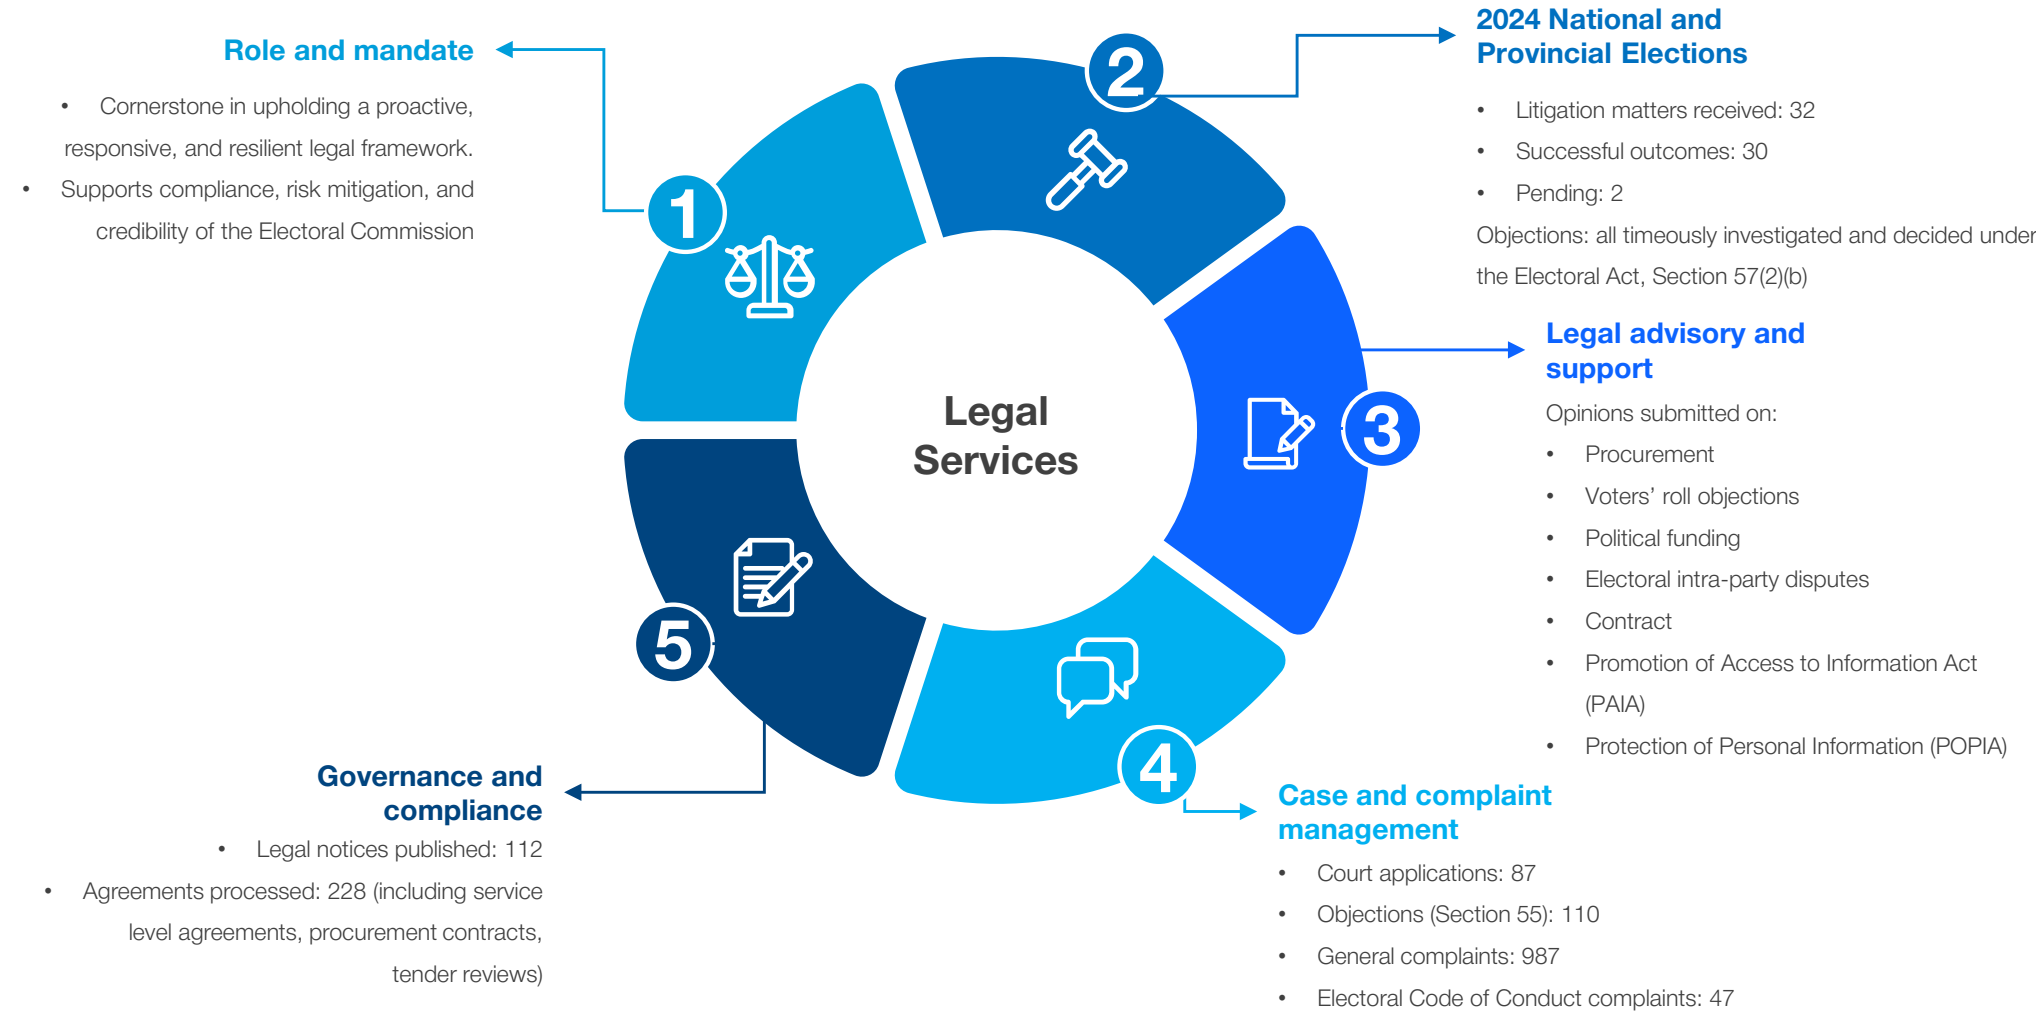 Role and mandate
• Cornerstone in upholding a proactive,
responsive, and resilient legal framework.
• Supports compliance, risk mitigation, and
credibility of the Electoral Commission
1
2
2024 National and
Provincial Elections
• Litigation matters received: 32
• Successful outcomes: 30
• Pending: 2
Objections: all timeously investigated and decided under
the Electoral Act, Section 57(2)(b)
Legal
Services
3
Legal advisory and
support
Opinions submitted on:
• Procurement
• Voters’ roll objections
• Political funding
• Electoral intra-party disputes
• Contract
• Promotion of Access to Information Act
(PAIA)
• Protection of Personal Information (POPIA)
4
Case and complaint
management
• Court applications: 87
• Objections (Section 55): 110
• General complaints: 987
• Electoral Code of Conduct complaints: 47
5
Governance and
compliance
• Legal notices published: 112
• Agreements processed: 228 (including service
level agreements, procurement contracts,
tender reviews)